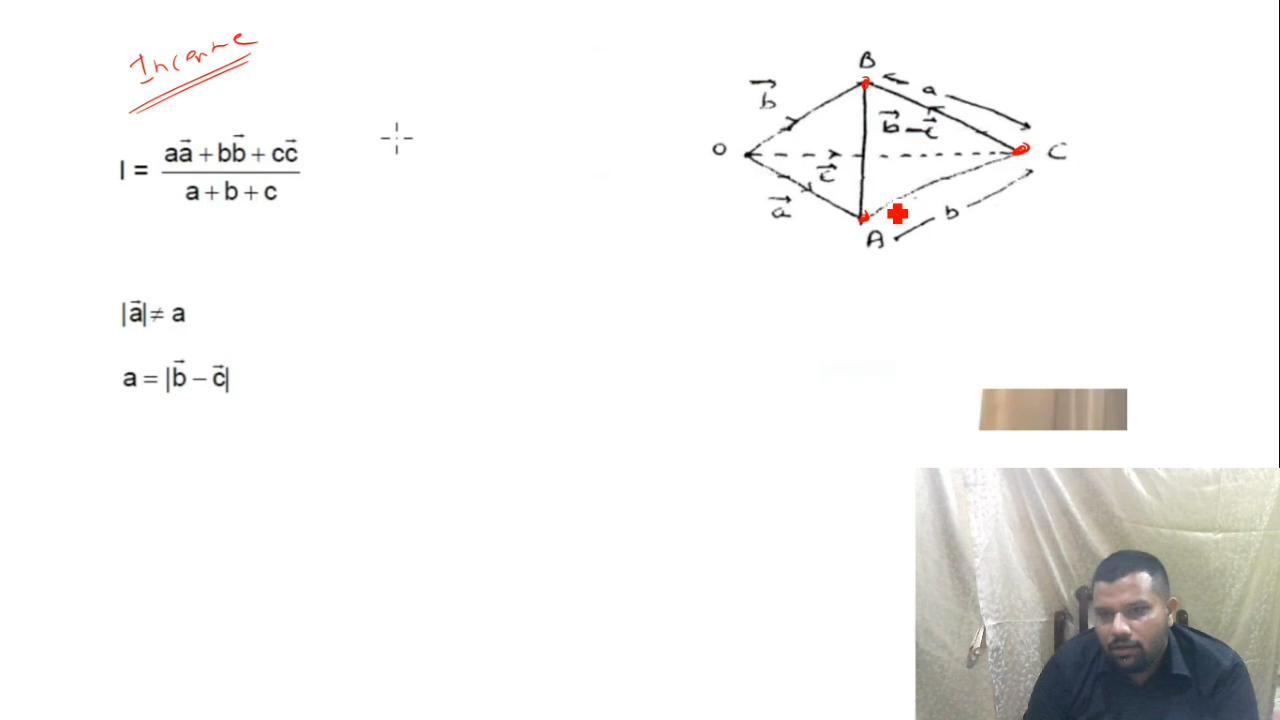 Incentre
I = (aa⃗ + bb⃗ + cc⃗) / (a + b + c)
|a⃗| ≠ a
a = |b⃗ − c⃗|
B
b⃗
a
b⃗ − c⃗
O
C
c⃗
a⃗
b
A